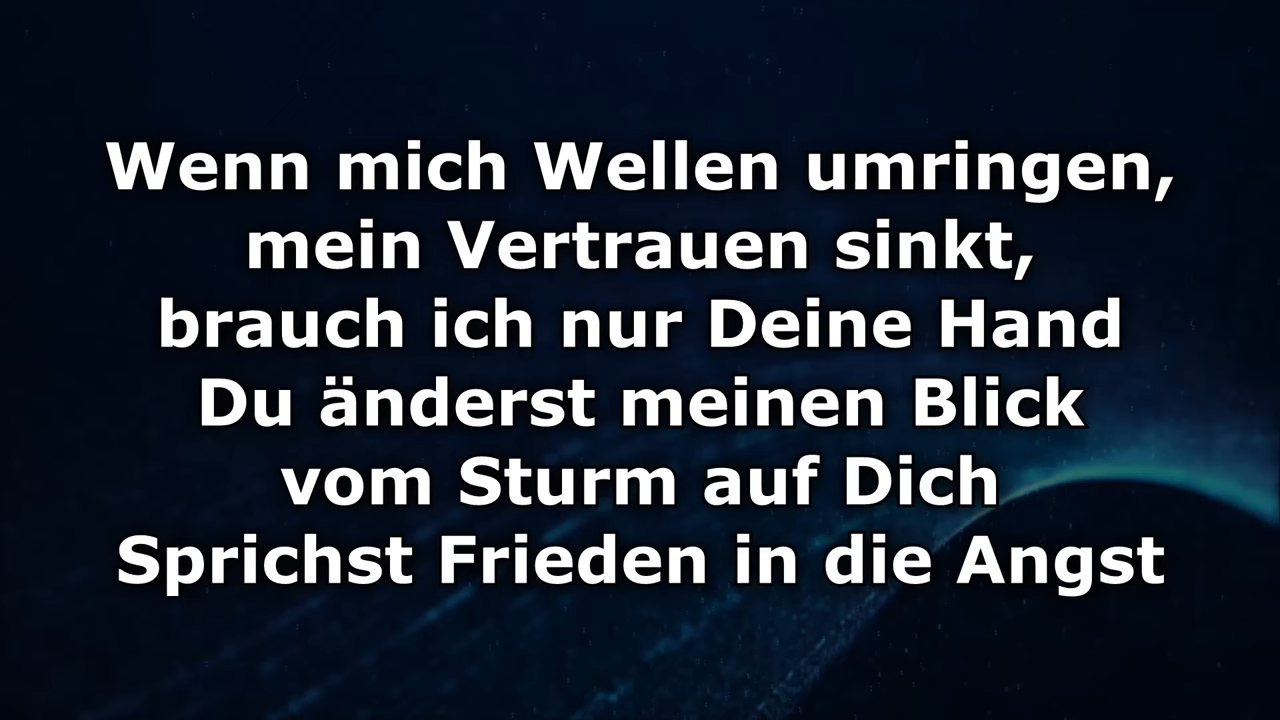 Wenn mich Wellen umringen,
mein Vertrauen sinkt,
brauch ich nur Deine Hand
Du änderst meinen Blick
vom Sturm auf Dich
Sprichst Frieden in die Angst